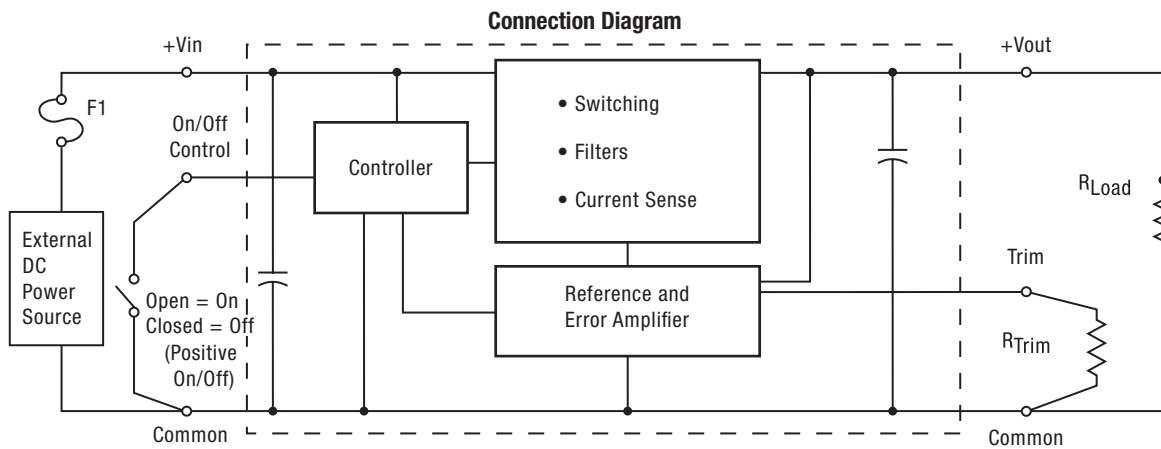 Connection Diagram
+Vin
+Vout
F1
On/Off
Control
• Switching
• Filters
• Current Sense
Controller
RLoad
External
DC
Power
Source
Open = On
Closed = Off
(Positive
On/Off)
Reference and
Error Amplifier
Trim
RTrim
Common
Common